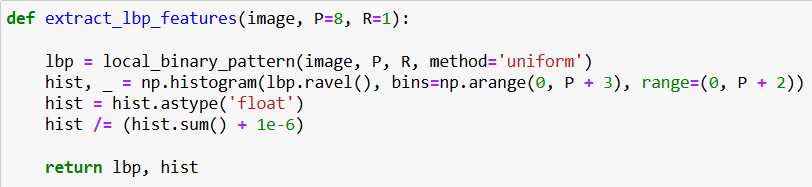 def extract_lbp_features(image, P=8, R=1):
lbp = local_binary_pattern(image, P, R, method='uniform')
hist, _ = np.histogram(lbp.ravel(), bins=np.arange(0, P + 3), range=(0, P + 2))
hist = hist.astype('float')
hist /= (hist.sum() + 1e-6)
return lbp, hist